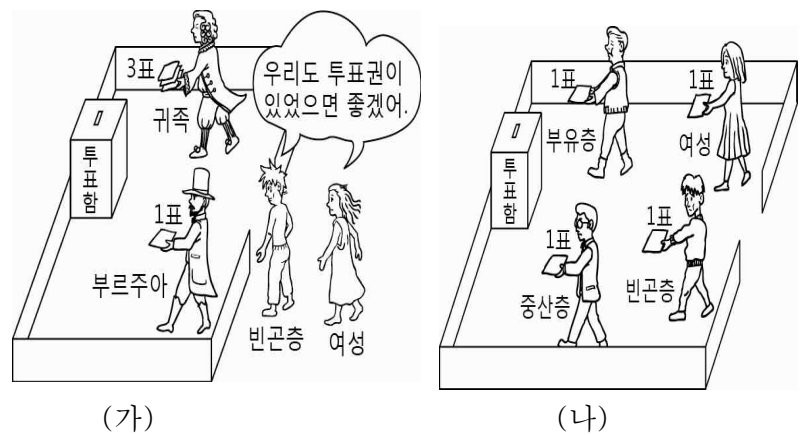 3표
우리도 투표권이
있었으면 좋겠어.
귀족
투표함
1표
부르주아
빈곤층
여성
(가)
1표
부유층
1표
여성
투표함
1표
중산층
1표
빈곤층
(나)